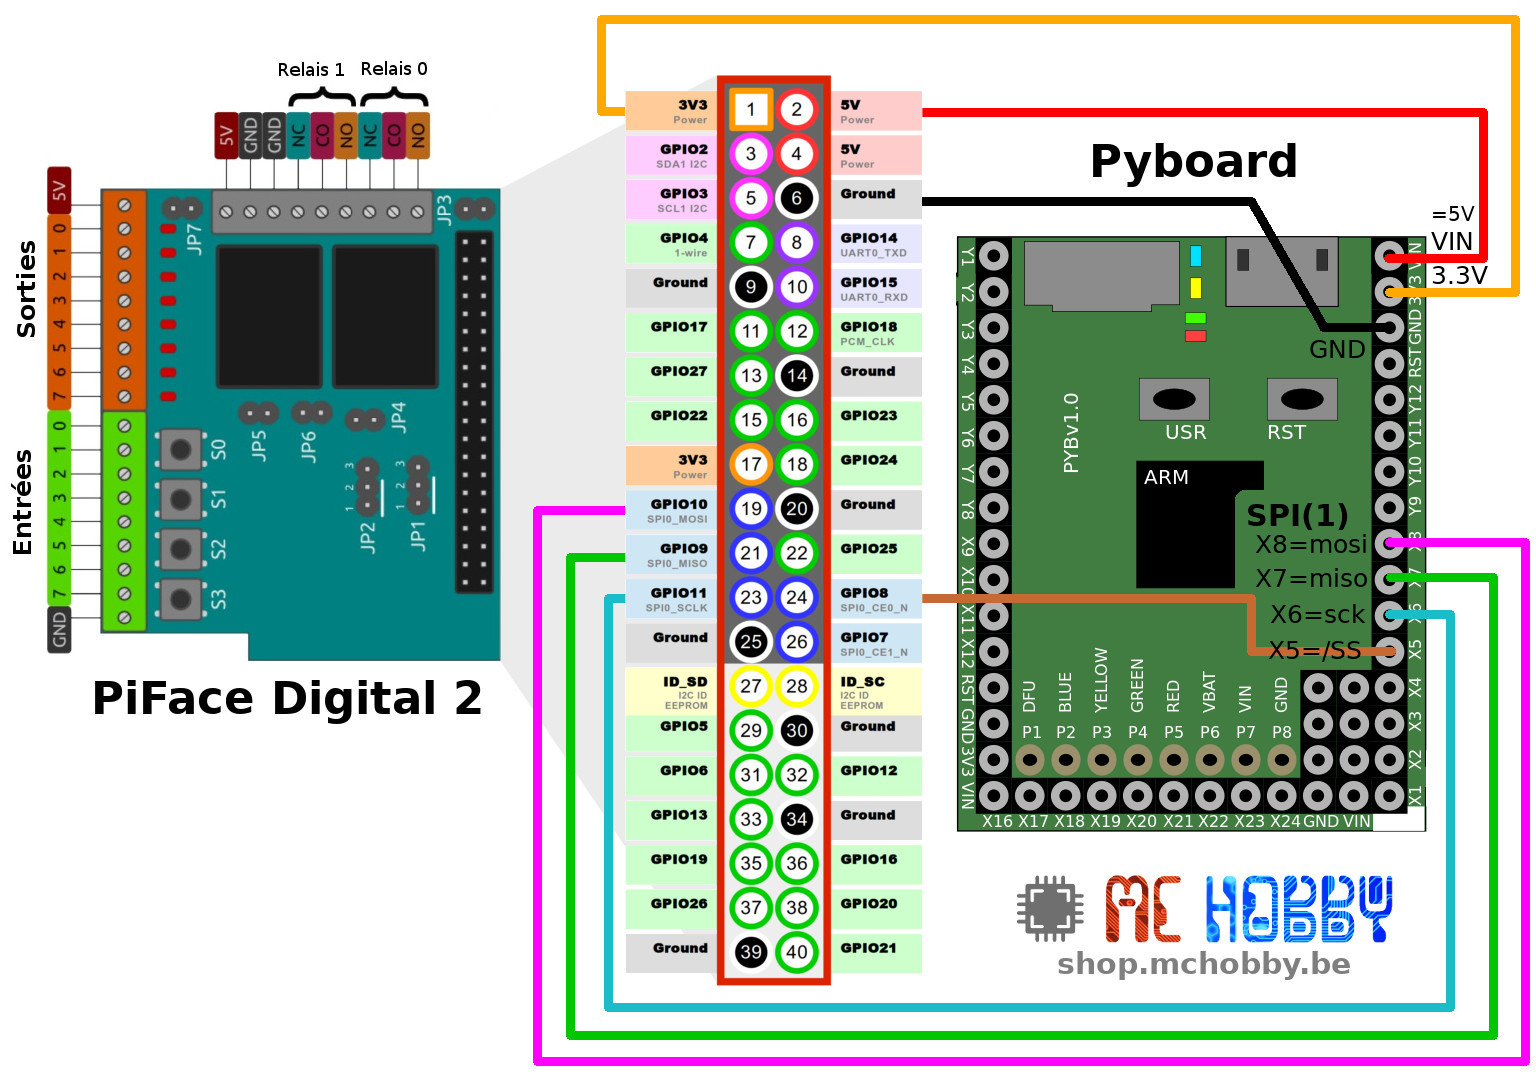 Relais 1
Relais 0
5V
GND
GND
NC
CO
NO
NC
CO
NO
5V
0
1
2
3
4
5
6
7
0
1
2
3
4
5
6
7
GND
Sorties
Entrées
JP7
JP3
JP5
JP6
JP4
S0
S1
S2
S3
1 2 3
JP2
1 2 3
JP1
PiFace Digital 2
3V3
Power
1
2
5V
Power
GPIO2
SDA1 I2C
3
4
5V
Power
GPIO3
SCL1 I2C
5
6
Ground
GPIO4
1-wire
7
8
GPIO14
UART0_TXD
Ground
9
10
GPIO15
UART0_RXD
GPIO17
11
12
GPIO18
PCM_CLK
GPIO27
13
14
Ground
GPIO22
15
16
GPIO23
3V3
Power
17
18
GPIO24
GPIO10
SPI0_MOSI
19
20
Ground
GPIO9
SPI0_MISO
21
22
GPIO25
GPIO11
SPI0_SCLK
23
24
GPIO8
SPI0_CE0_N
Ground
25
26
GPIO7
SPI0_CE1_N
ID_SD
I2C ID
EEPROM
27
28
ID_SC
I2C ID
EEPROM
GPIO5
29
30
Ground
GPIO6
31
32
GPIO12
GPIO13
33
34
Ground
GPIO19
35
36
GPIO16
GPIO26
37
38
GPIO20
Ground
39
40
GPIO21
Pyboard
=5V
VIN
3.3V
GND
Y1
Y2
Y3
Y4
Y5
Y6
Y7
Y8
X9
X10
X11
X12
RST
GND
3V3
VIN
GND
RST
Y12
Y11
Y10
Y9
X5
X4
X3
X2
X1
PYBv1.0
USR
RST
ARM
SPI(1)
X8=mosi
X7=miso
X6=sck
X5=/SS
DFU
BLUE
YELLOW
GREEN
RED
VBAT
VIN
GND
P1
P2
P3
P4
P5
P6
P7
P8
X16 X17 X18 X19 X20 X21 X22 X23 X24 GND VIN
MC HOBBY
shop.mchobby.be